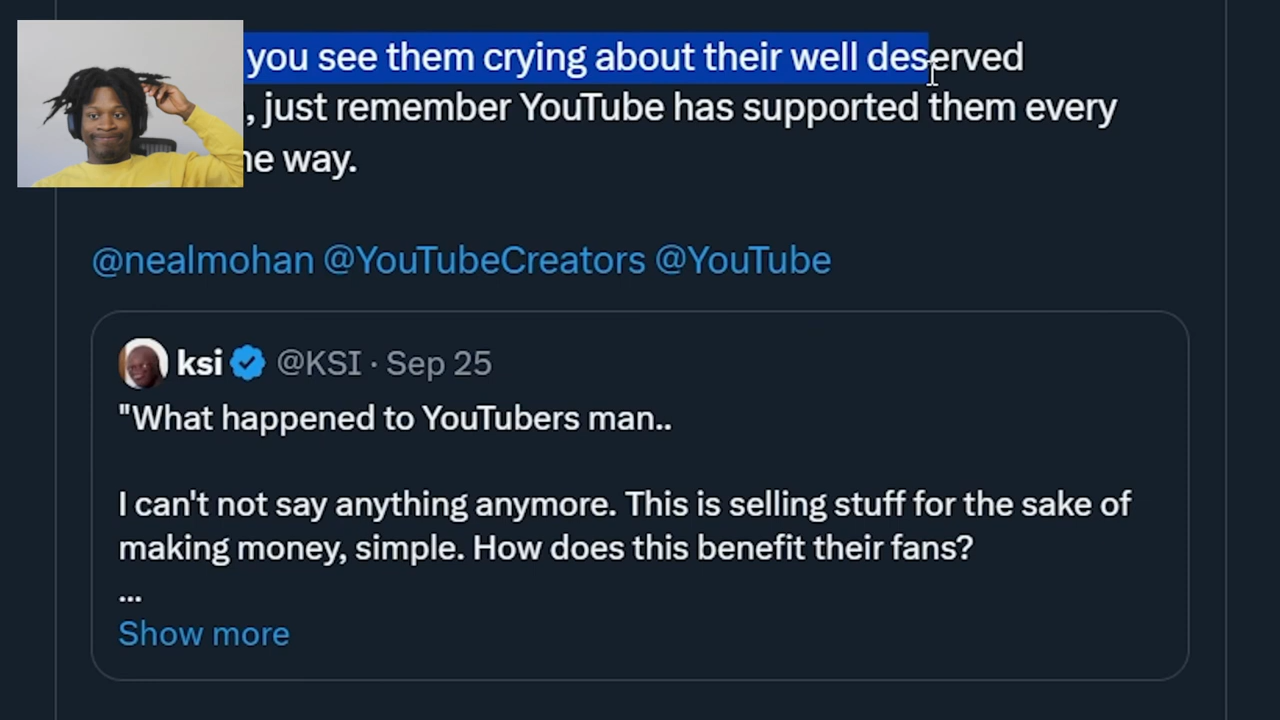 you see them crying about their well deserved
, just remember YouTube has supported them every
he way.
@nealmohan @YouTubeCreators @YouTube
ksi @KSI · Sep 25
"What happened to YouTubers man..
I can't not say anything anymore. This is selling stuff for the sake of
making money, simple. How does this benefit their fans?
...
Show more